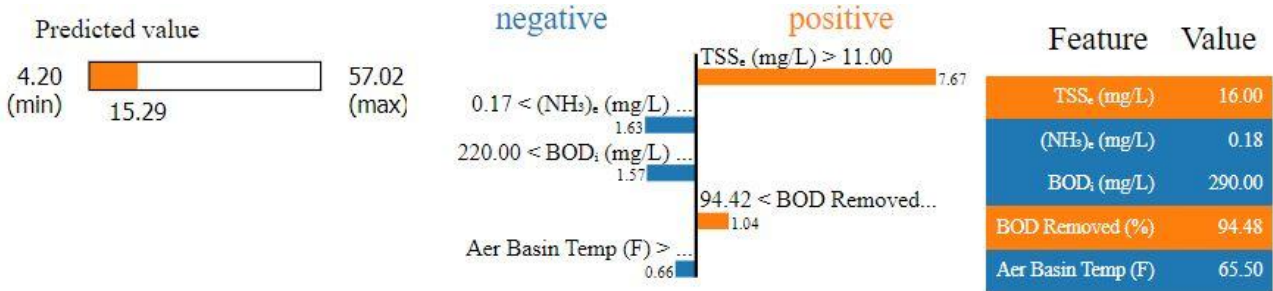 Predicted value
4.20
(min)
57.02
(max)
15.29
negative
positive
TSSₑ (mg/L) > 11.00
7.67
0.17 < (NH₃)ₑ (mg/L) ...
1.63
220.00 < BODᵢ (mg/L) ...
1.57
94.42 < BOD Removed...
1.04
Aer Basin Temp (F) > ...
0.66
Feature Value
TSSₑ (mg/L) 16.00
(NH₃)ₑ (mg/L) 0.18
BODᵢ (mg/L) 290.00
BOD Removed (%) 94.48
Aer Basin Temp (F) 65.50